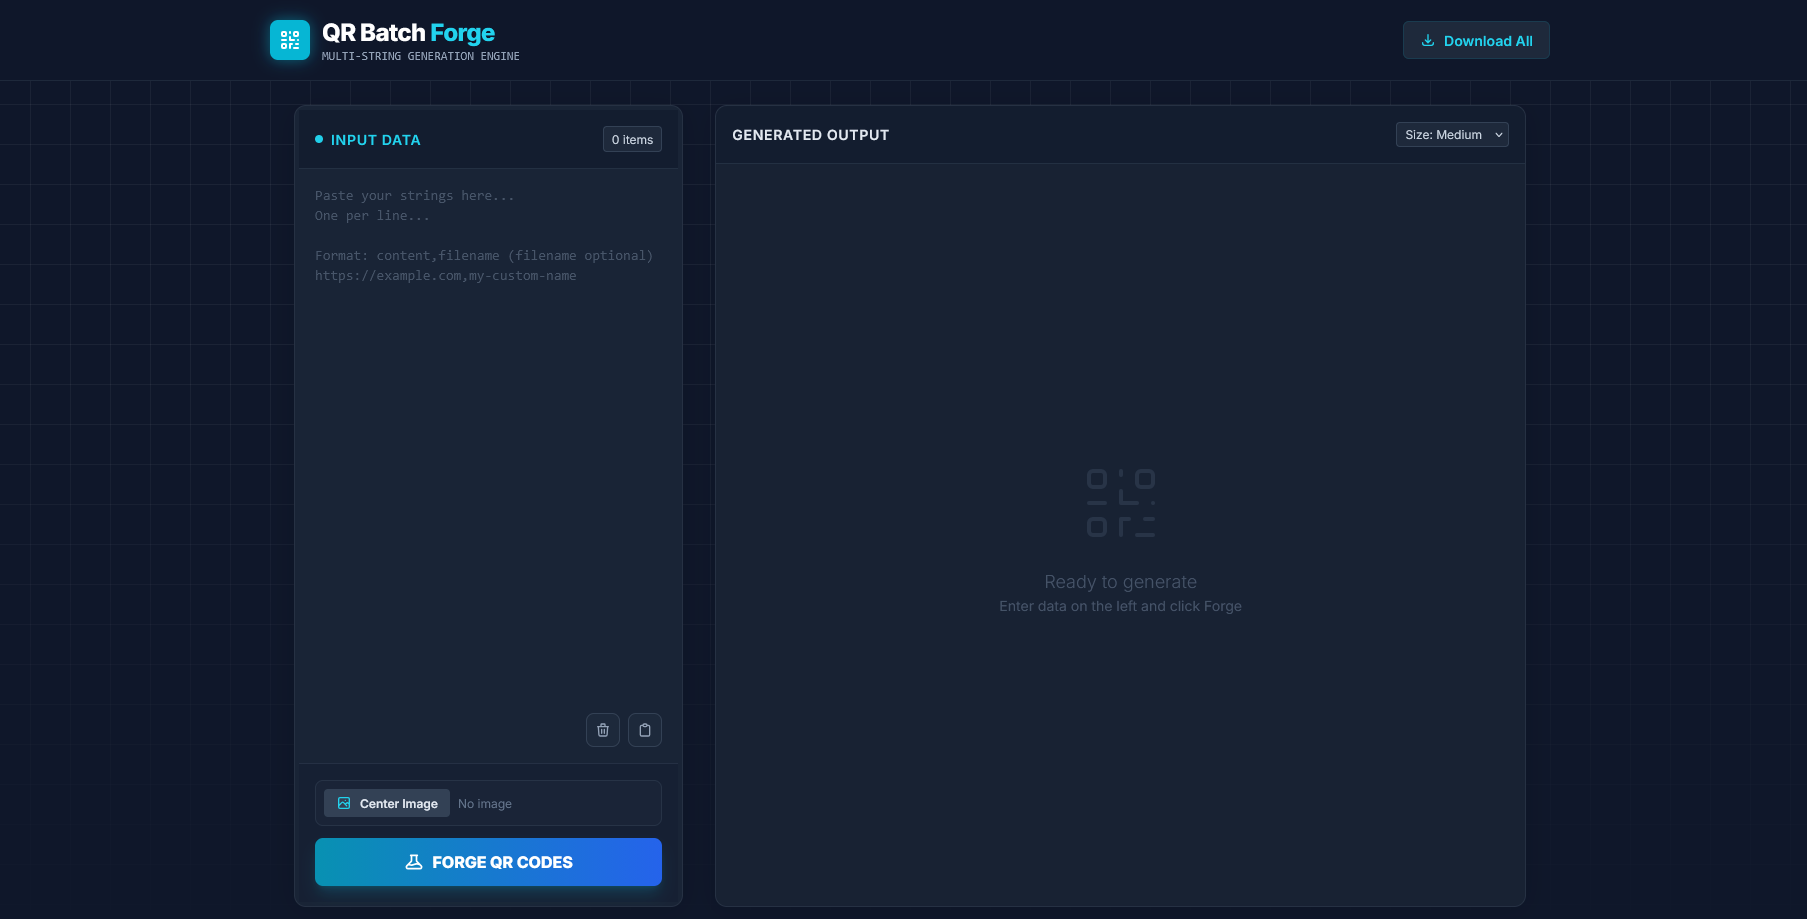 QR Batch Forge
MULTI-STRING GENERATION ENGINE
Download All
INPUT DATA
0 items
Paste your strings here...
One per line...
Format: content,filename (filename optional)
https://example.com,my-custom-name
Center Image
No image
FORGE QR CODES
GENERATED OUTPUT
Size: Medium
Ready to generate
Enter data on the left and click Forge